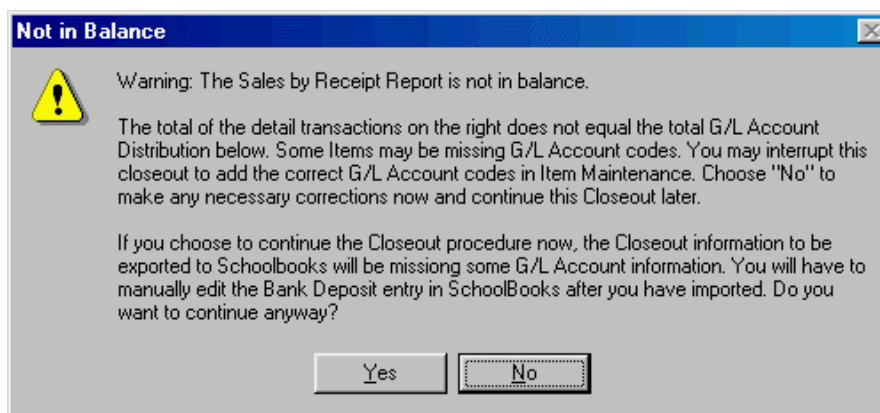 Not in Balance
Warning: The Sales by Receipt Report is not in balance.
The total of the detail transactions on the right does not equal the total G/L Account
Distribution below. Some Items may be missing G/L Account codes. You may interrupt this
closeout to add the correct G/L Account codes in Item Maintenance. Choose "No" to
make any necessary corrections now and continue this Closeout later.
If you choose to continue the Closeout procedure now, the Closeout information to be
exported to Schoolbooks will be missiong some G/L Account information. You will have to
manually edit the Bank Deposit entry in SchoolBooks after you have imported. Do you
want to continue anyway?
Yes
No